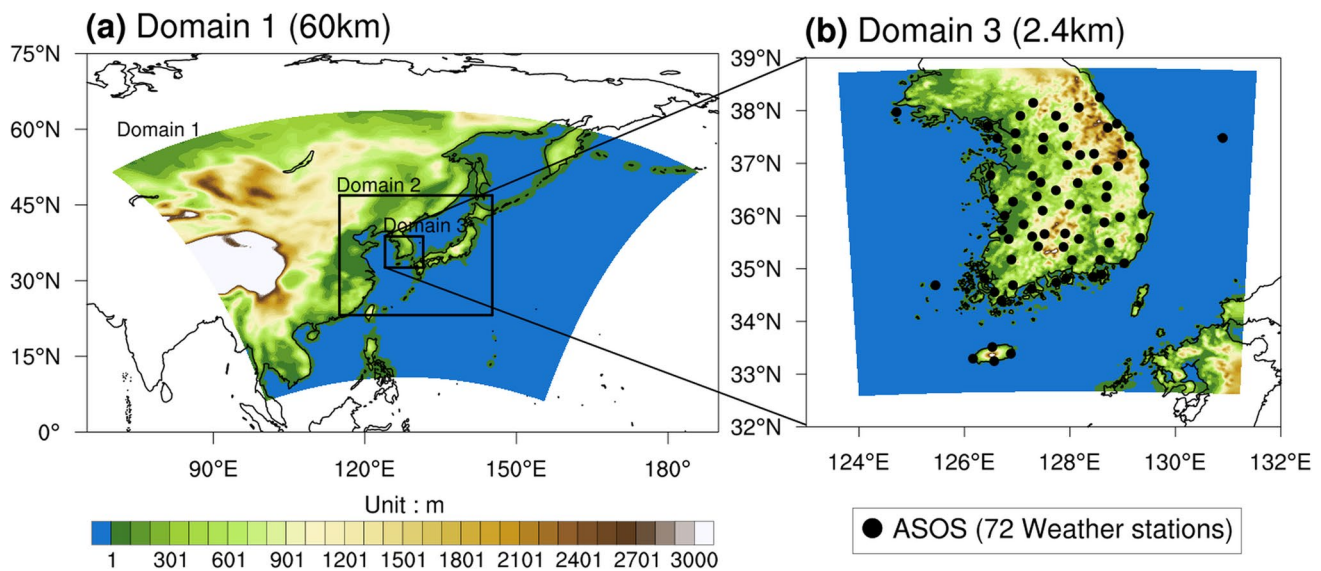 (a) Domain 1 (60km)
75°N
60°N
45°N
30°N
15°N
0°
Domain 1
Domain 2
Domain 3
90°E 120°E 150°E 180°
Unit : m
1 301 601 901 1201 1501 1801 2101 2401 2701 3000
(b) Domain 3 (2.4km)
39°N
38°N
37°N
36°N
35°N
34°N
33°N
32°N
124°E 126°E 128°E 130°E 132°E
ASOS (72 Weather stations)